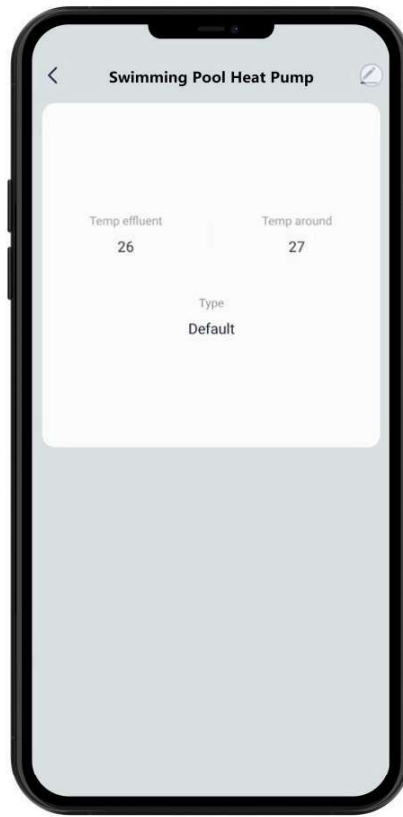 Swimming Pool Heat Pump
Temp effluent
Temp around
26
27
Type
Default